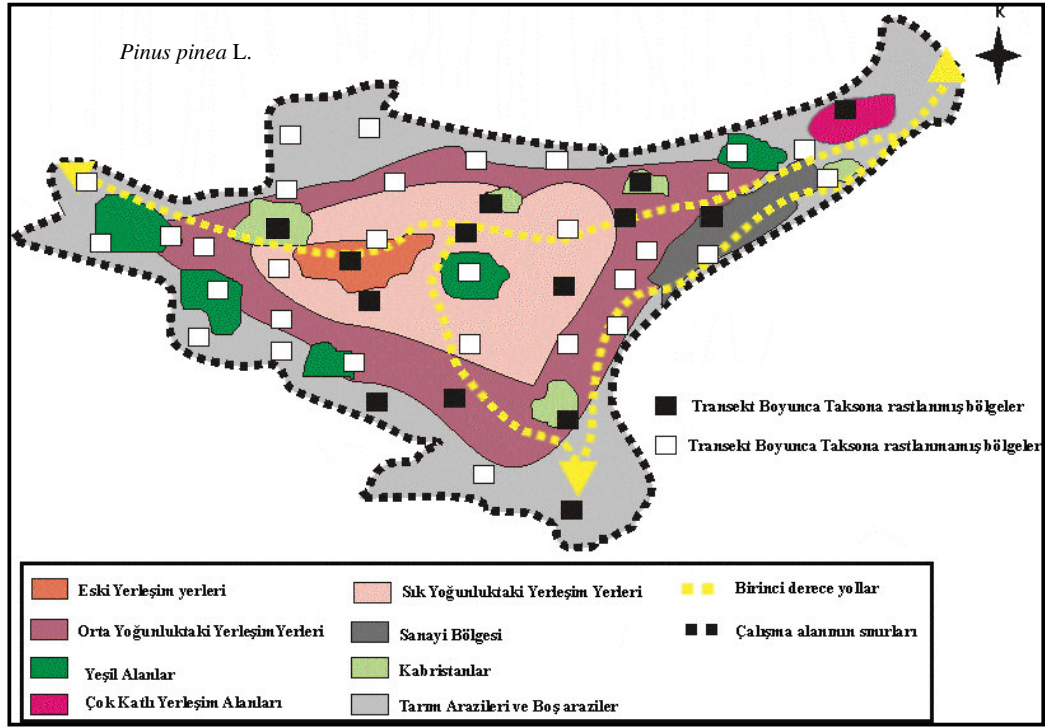 K
Pinus pinea L.
Transekt Boyunca Taksona rastlanmış bölgeler
Transekt Boyunca Taksona rastlanmamış bölgeler
Eski Yerleşim yerleri
Sık Yoğunluktaki Yerleşim Yerleri
Birinci derece yollar
Orta Yoğunluktaki Yerleşim Yerleri
Sanayi Bölgesi
Çalışma alanının sınırları
Yeşil Alanlar
Kabristanlar
Çok Katlı Yerleşim Alanları
Tarım Arazileri ve Boş araziler